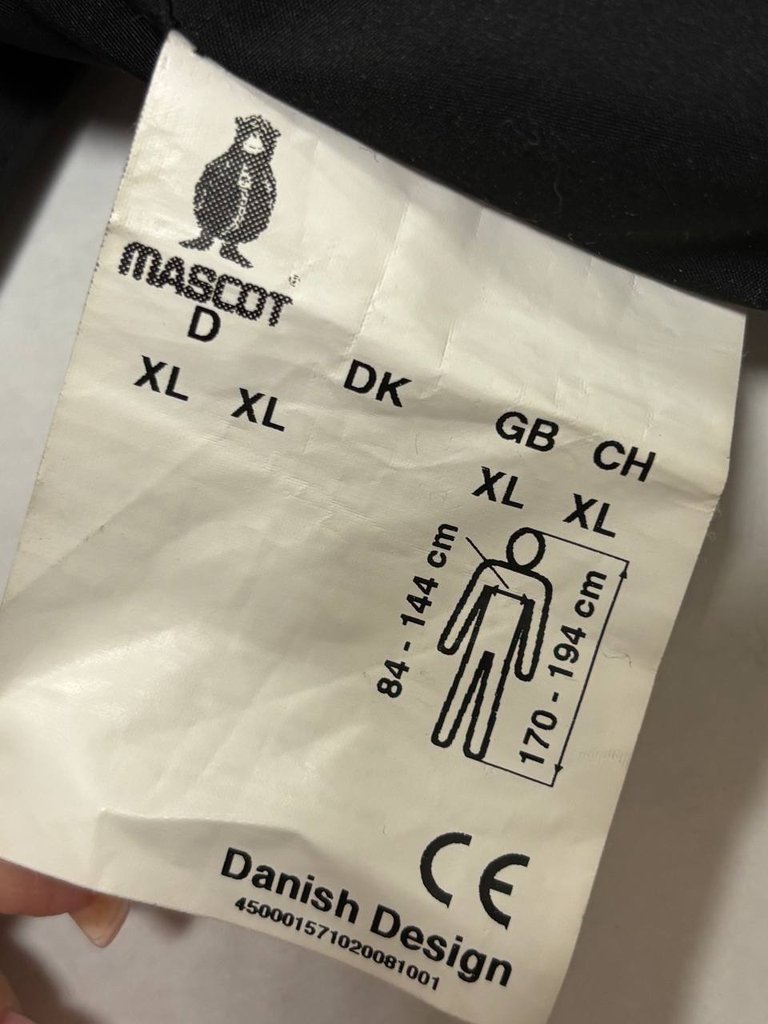 MASCOT®
D DK GB CH
XL XL XL XL
84 - 144 cm
170 - 194 cm
CE
Danish Design
450001571020081001